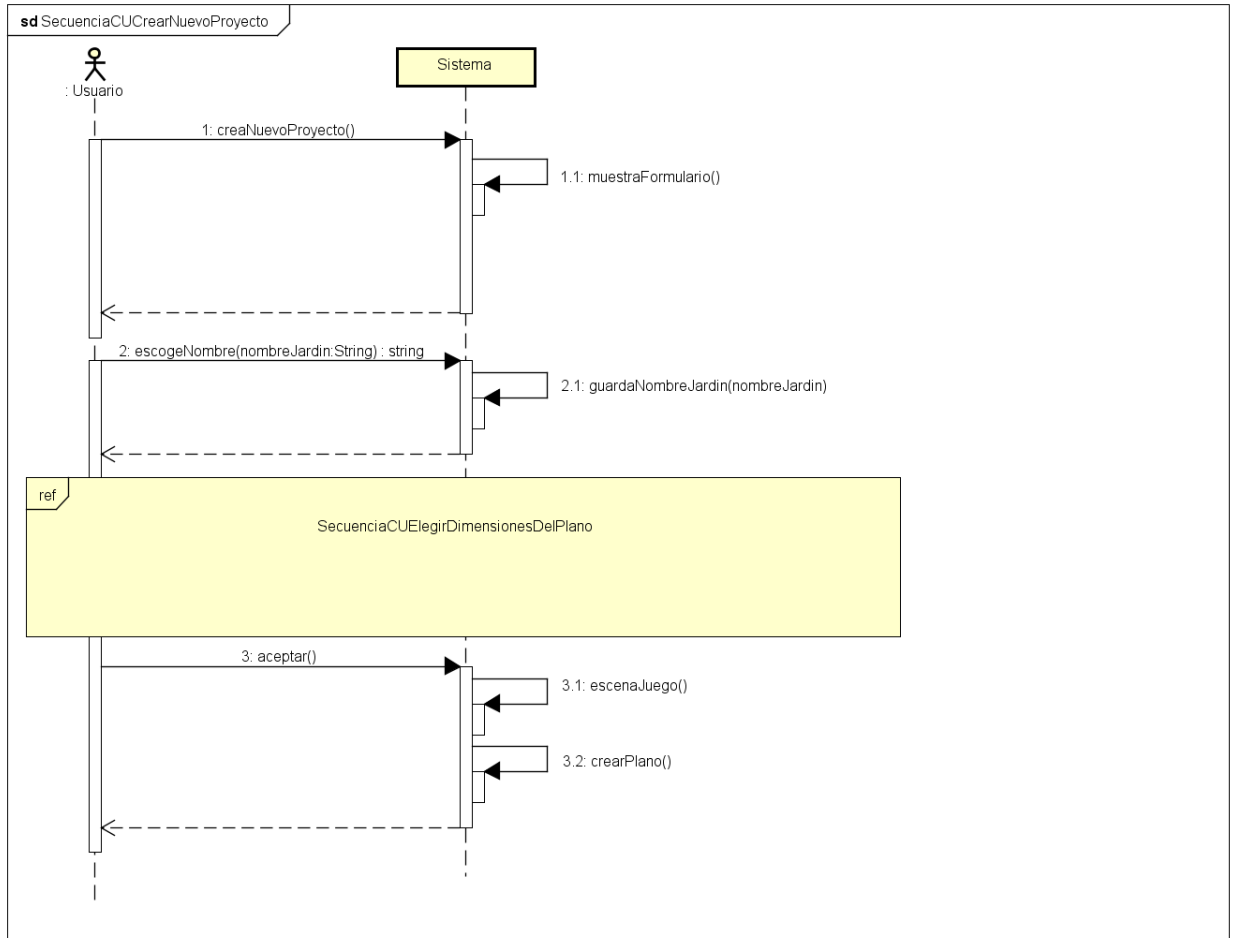 sd SecuenciaCUCrearNuevoProyecto
: Usuario
Sistema
1: creaNuevoProyecto()
1.1: muestraFormulario()
2: escogeNombre(nombreJardin:String) : string
2.1: guardaNombreJardin(nombreJardin)
ref
SecuenciaCUElegirDimensionesDelPlano
3: aceptar()
3.1: escenaJuego()
3.2: crearPlano()